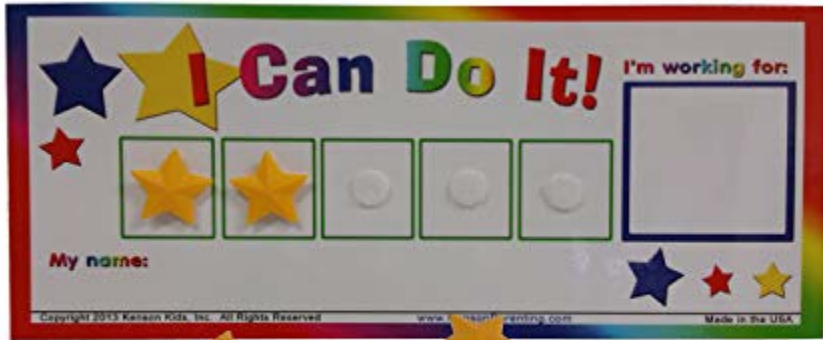 I Can Do It!
I'm working for:
My name:
Copyright 2013 Kenson Kids, Inc. All Rights Reserved
Made in the USA